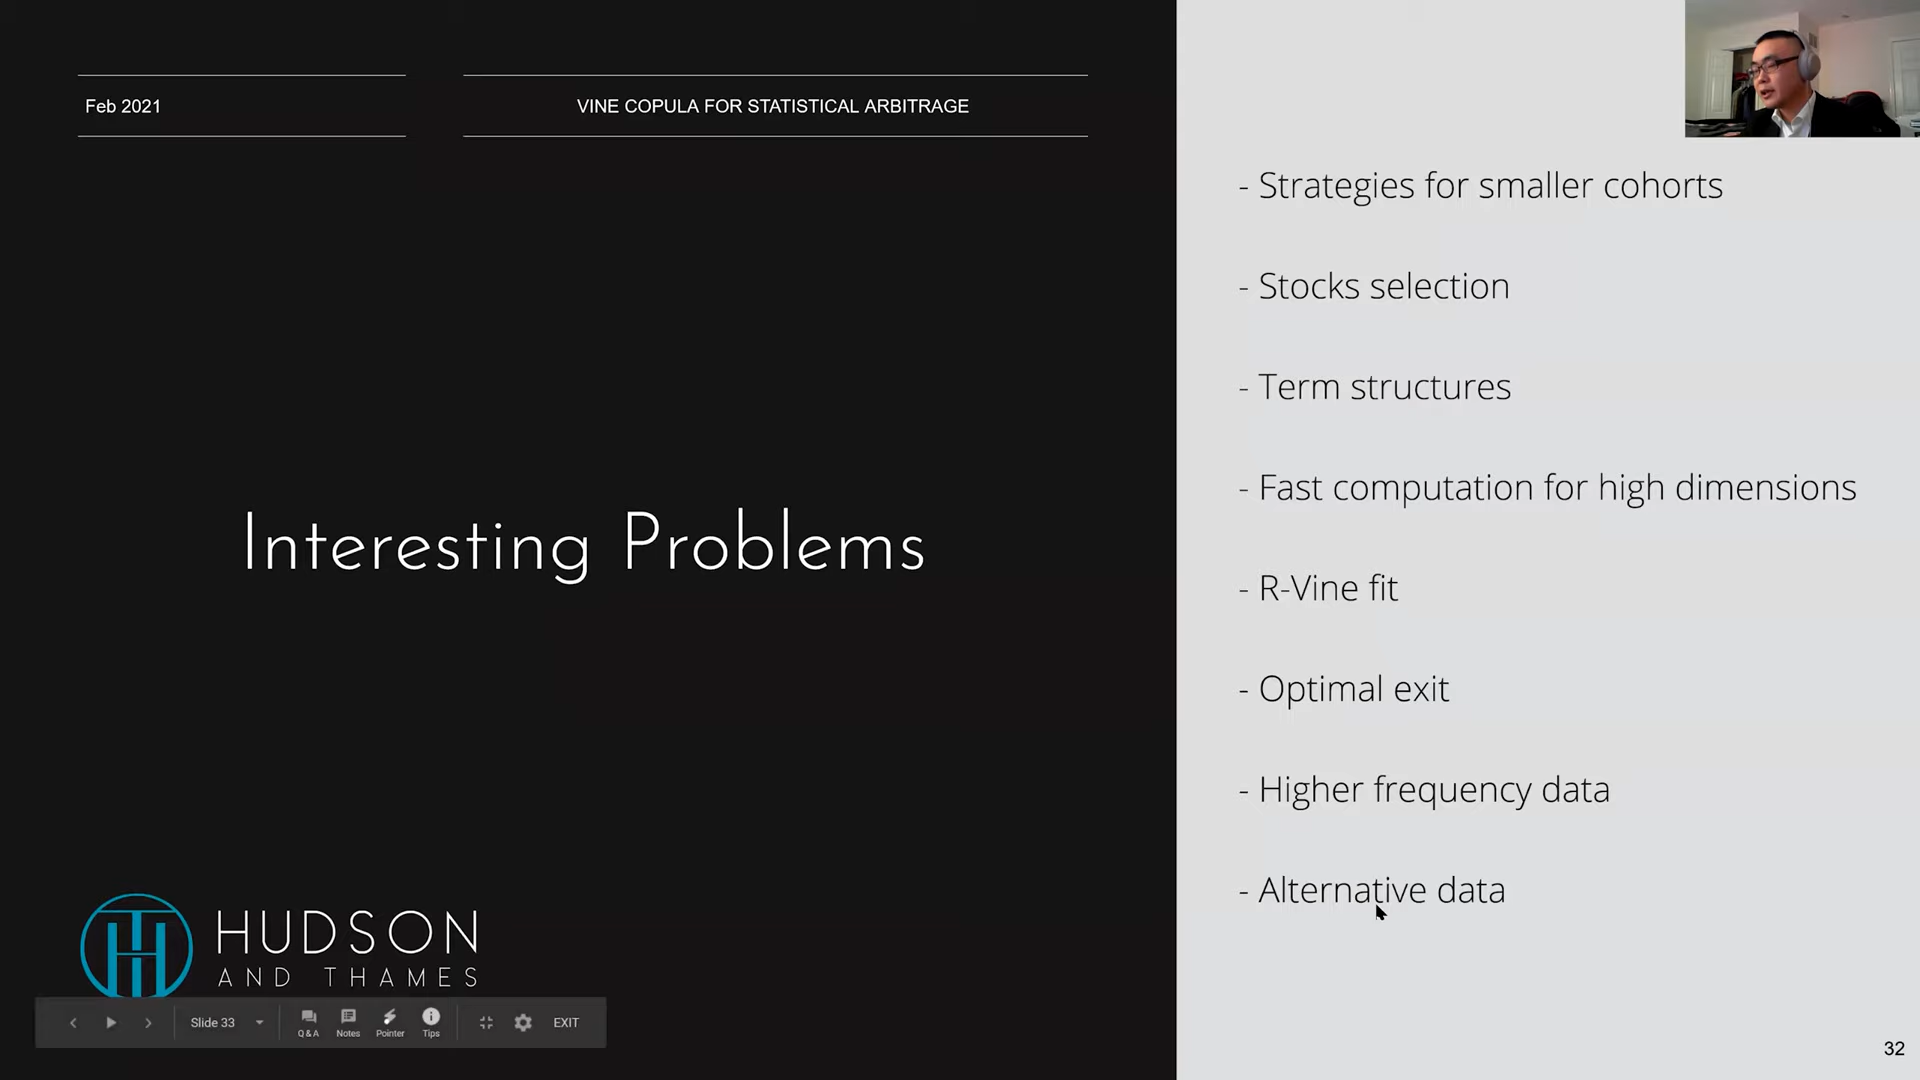 Feb 2021
VINE COPULA FOR STATISTICAL ARBITRAGE
Interesting Problems
- Strategies for smaller cohorts
- Stocks selection
- Term structures
- Fast computation for high dimensions
- R-Vine fit
- Optimal exit
- Higher frequency data
- Alternative data
HUDSON
AND THAMES
Slide 33
Q & A
Notes
Pointer
Tips
EXIT
32